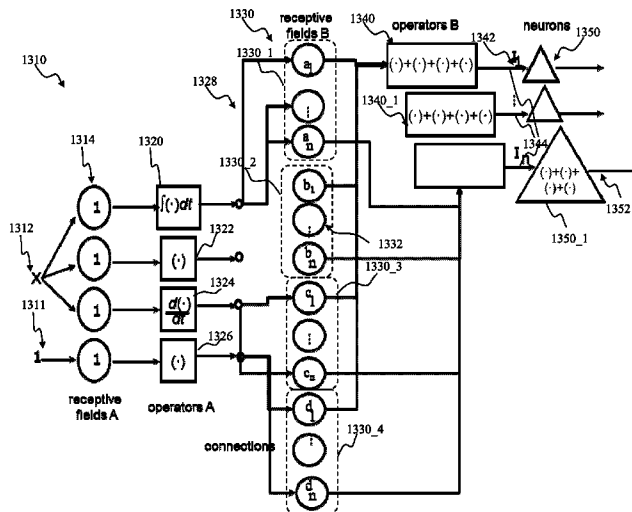 1330
receptive
fields B
1340
operators B
1342
neurons
1350
1310
1330_1
a1
(·)+(·)+(·)+(·)
I1
1328
1340_1
(·)+(·)+(·)+(·)
1314
1320
an
1344
1330_2
In
1
∫(·)dt
b1
(·)+(·)+
+(·)+(·)
1352
1312
1322
1332
1350_1
X
1
(·)
bn
1330_3
1324
1311
1
d(·)
dt
c1
1326
1
1
(·)
cn
receptive
fields A
operators A
d1
connections
1330_4
dn